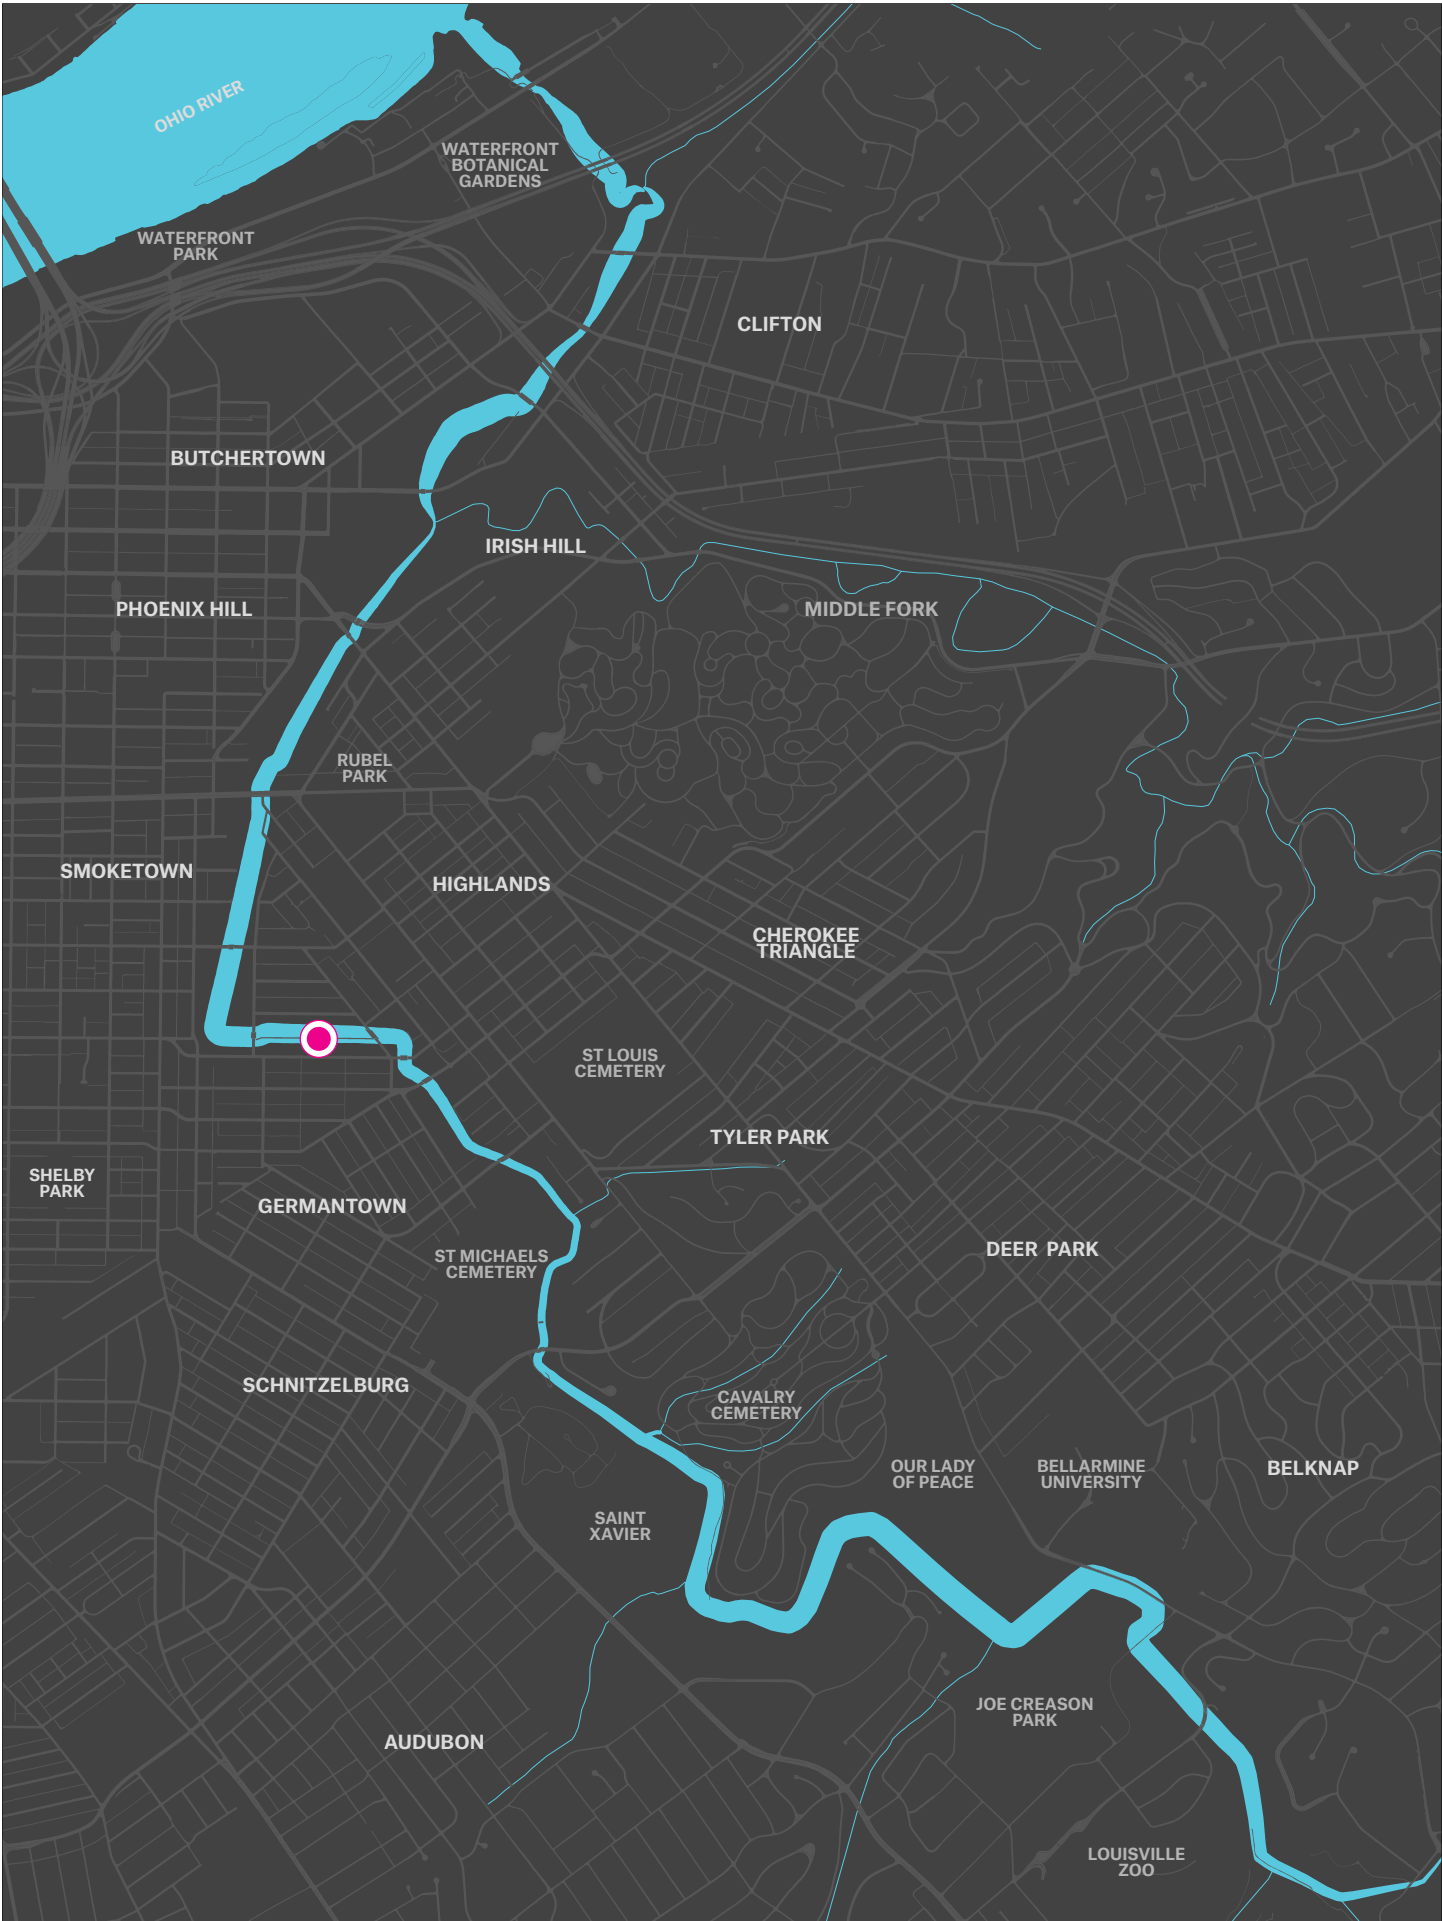 OHIO RIVER
WATERFRONT
BOTANICAL
GARDENS
WATERFRONT
PARK
CLIFTON
BUTCHERTOWN
IRISH HILL
PHOENIX HILL
MIDDLE FORK
RUBEL
PARK
SMOKETOWN
HIGHLANDS
CHEROKEE
TRIANGLE
ST LOUIS
CEMETERY
TYLER PARK
SHELBY
PARK
GERMANTOWN
ST MICHAELS
CEMETERY
DEER PARK
SCHNITZELBURG
CAVALRY
CEMETERY
OUR LADY
OF PEACE
BELLARMINE
UNIVERSITY
BELKNAP
SAINT
XAVIER
JOE CREASON
PARK
AUDUBON
LOUISVILLE
ZOO